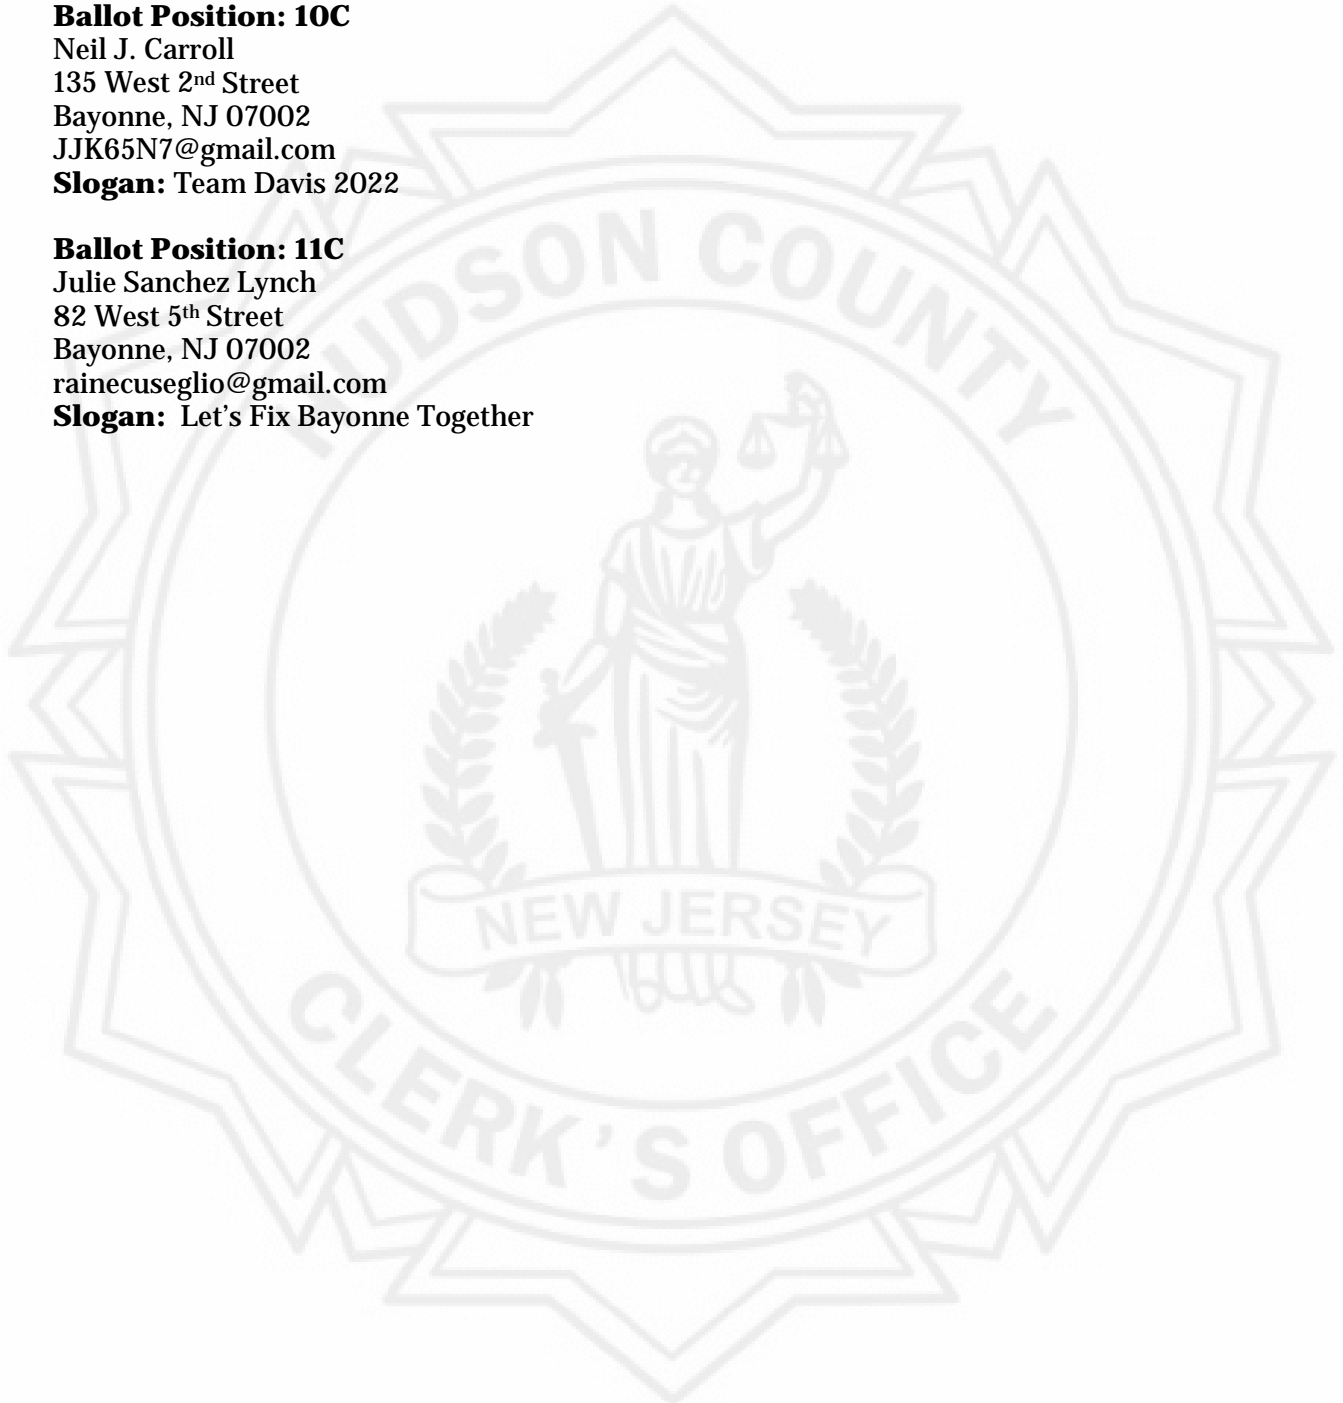 Ballot Position: 10C
Neil J. Carroll
135 West 2nd Street
Bayonne, NJ 07002
JJK65N7@gmail.com
Slogan: Team Davis 2022
Ballot Position: 11C
Julie Sanchez Lynch
82 West 5th Street
Bayonne, NJ 07002
rainecuseglio@gmail.com
Slogan:  Let’s Fix Bayonne Together
HUDSON COUNTY
NEW JERSEY
CLERK’S OFFICE